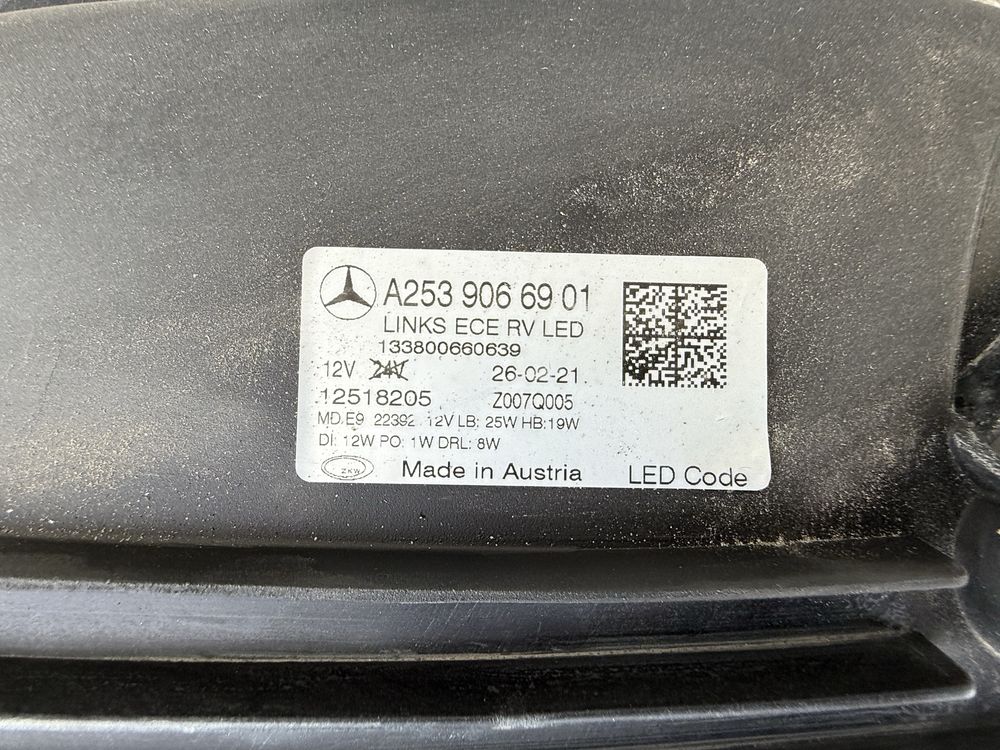 A253 906 69 01
LINKS ECE RV LED
133800660639
12V 24V 26-02-21
12518205 Z007Q005
MD.E9 22392 12V LB: 25W HB:19W
DI: 12W PO: 1W DRL: 8W
ZKW Made in Austria LED Code